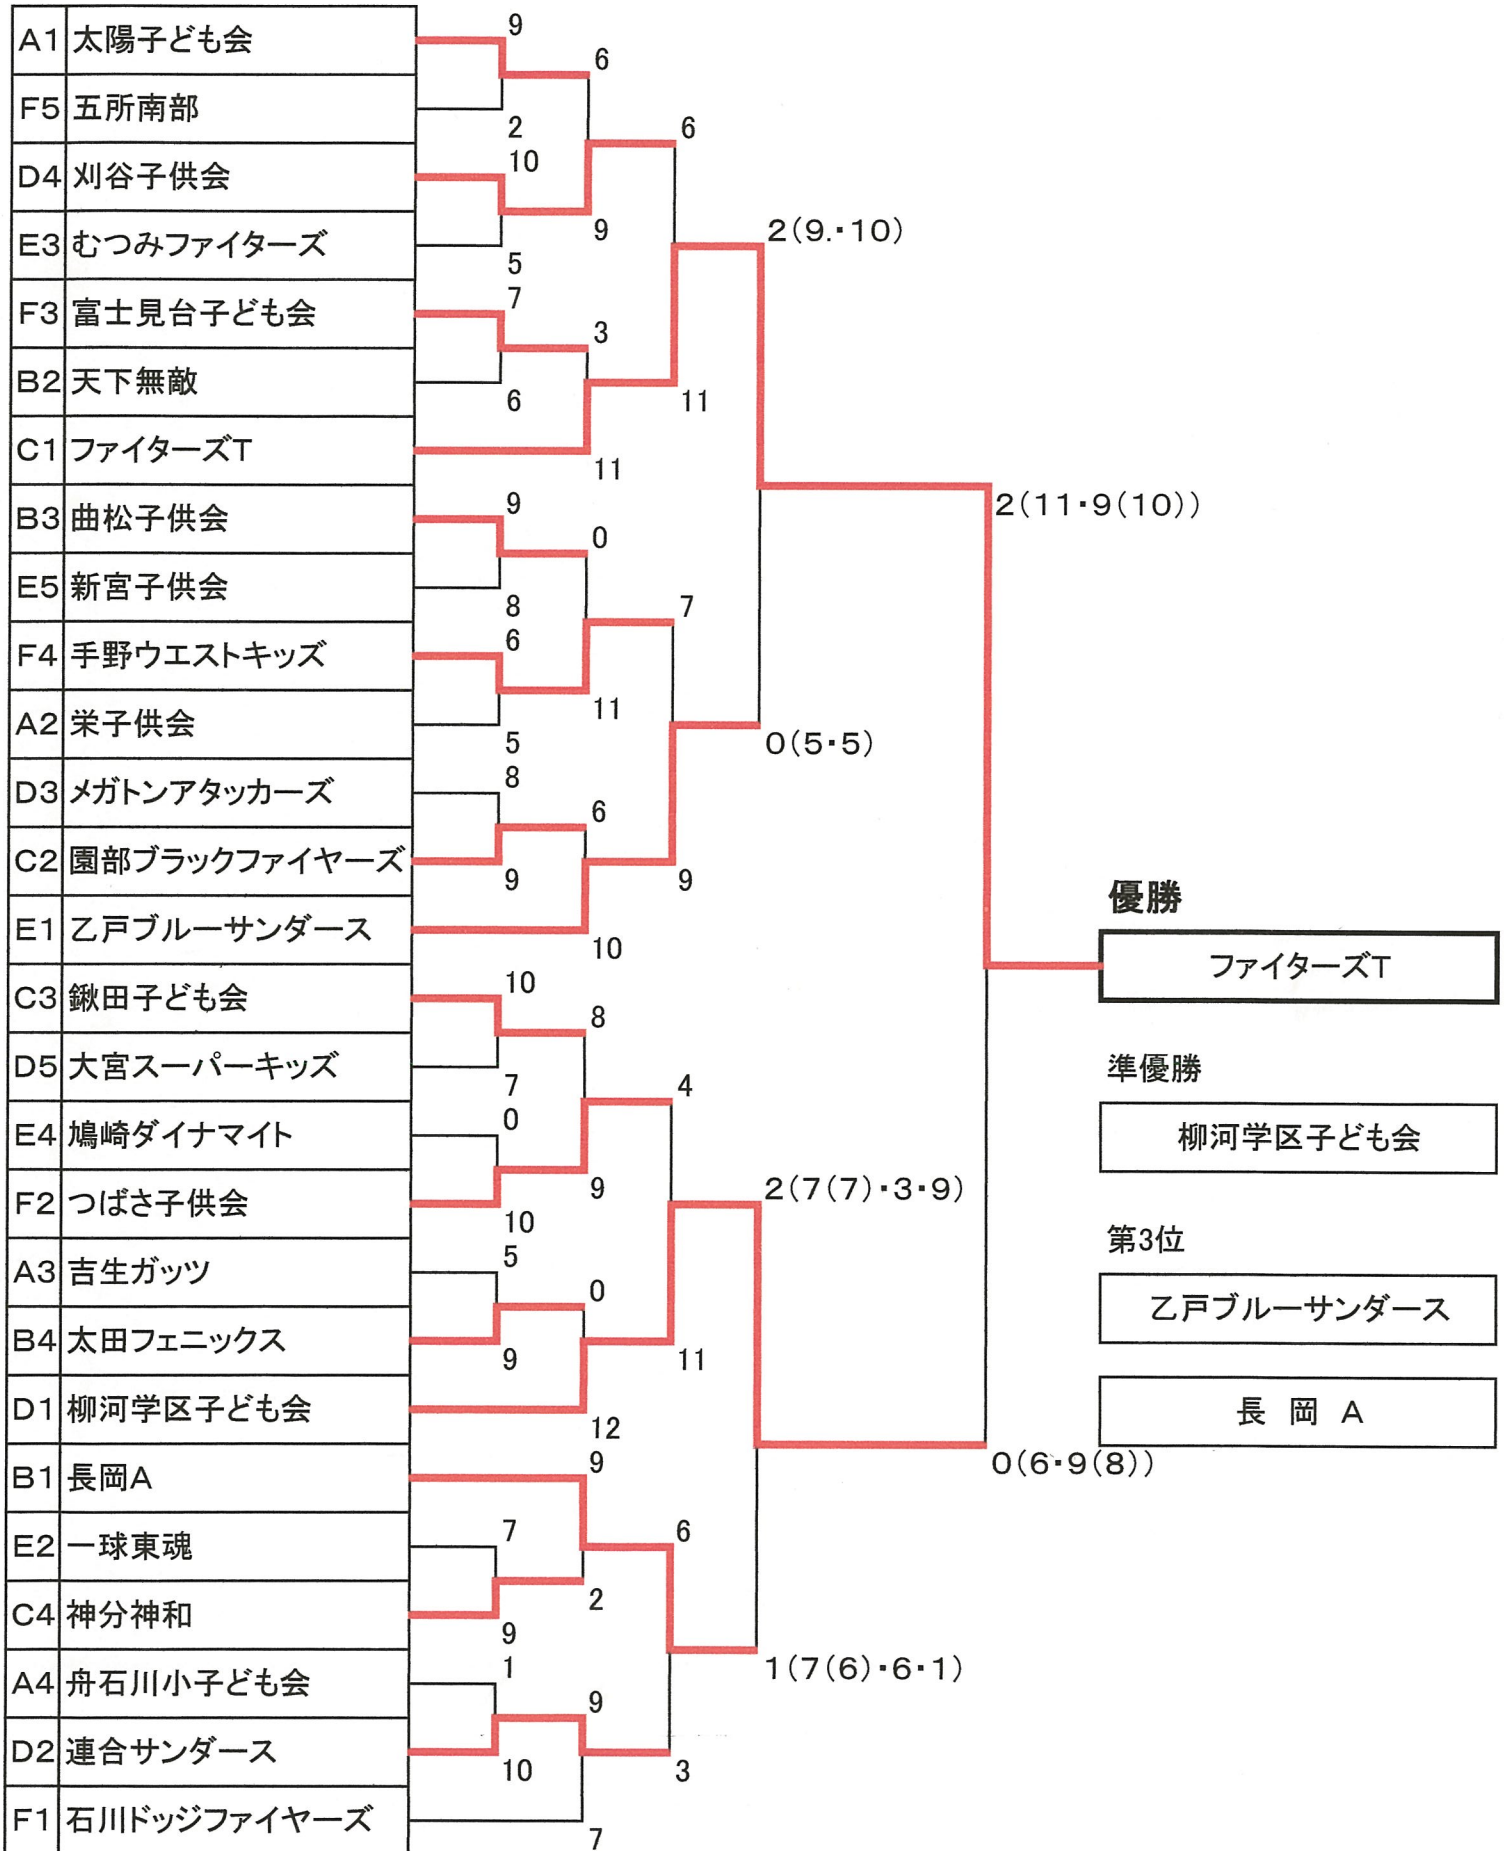 A1 太陽子ども会
F5 五所南部
D4 刈谷子供会
E3 むつみファイターズ
F3 富士見台子ども会
B2 天下無敵
C1 ファイターズT
B3 曲松子供会
E5 新宮子供会
F4 手野ウエストキッズ
A2 栄子供会
D3 メガトンアタッカーズ
C2 園部ブラックファイヤーズ
E1 乙戸ブルーサンダース
C3 鍬田子ども会
D5 大宮スーパーキッズ
E4 鳩崎ダイナマイト
F2 つばさ子供会
A3 吉生ガッツ
B4 太田フェニックス
D1 柳河学区子ども会
B1 長岡A
E2 一球東魂
C4 神分神和
A4 舟石川小子ども会
D2 連合サンダース
F1 石川ドッジファイヤーズ
9
2
10
5
7
6
9
8
6
5
8
9
10
7
0
10
5
9
7
9
1
10
6
9
3
11
0
11
6
10
8
9
0
12
9
2
9
7
6
11
7
9
4
11
6
3
2(9.・10)
0(5・5)
2(7(7)・3・9)
1(7(6)・6・1)
2(11・9(10))
0(6・9(8))
優勝
ファイターズT
準優勝
柳河学区子ども会
第3位
乙戸ブルーサンダース
長 岡 A